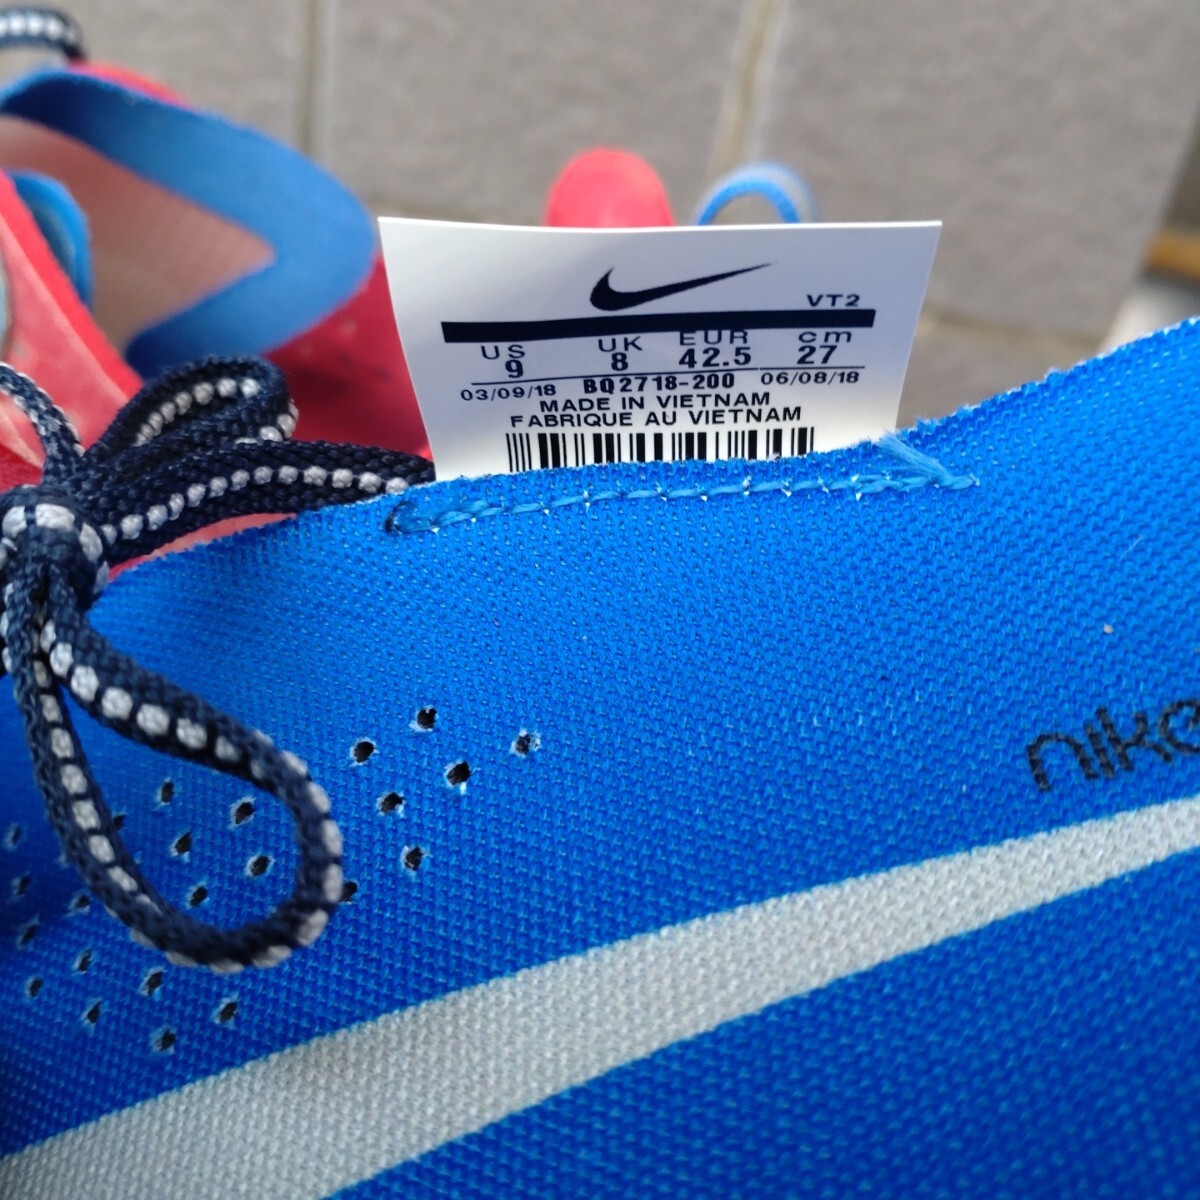 VT2
US UK EUR cm
9 8 42.5 27
03/09/18 BQ2718-200 06/08/18
MADE IN VIETNAM
FABRIQUE AU VIETNAM
nike